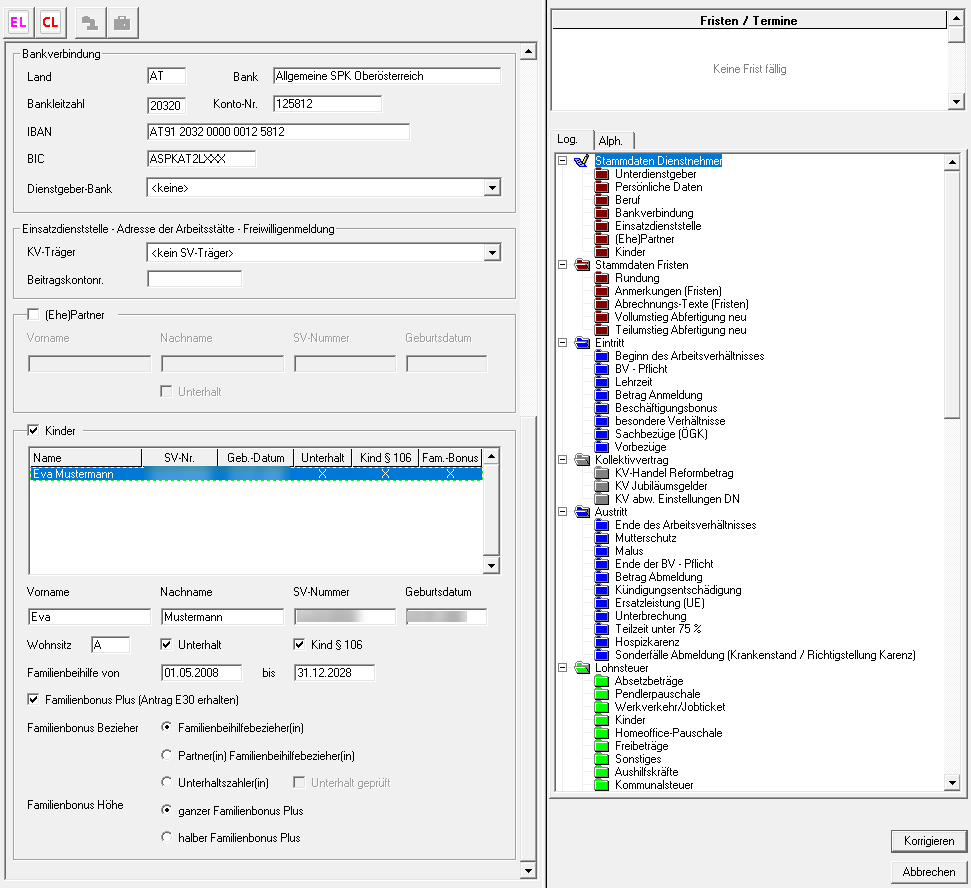 EL CL
Bankverbindung
Land AT Bank Allgemeine SPK Oberösterreich
Bankleitzahl 20320 Konto-Nr. 125812
IBAN AT91 2032 0000 0012 5812
BIC ASPKAT2LXXX
Dienstgeber-Bank <keine>
Einsatzdienststelle - Adresse der Arbeitsstätte - Freiwilligenmeldung
KV-Träger <kein SV-Träger>
Beitragskontonr.
(Ehe)Partner
Vorname Nachname SV-Nummer Geburtsdatum
Unterhalt
Kinder
Name SV-Nr. Geb.-Datum Unterhalt Kind § 106 Fam.-Bonus
Eva Mustermann X X X
Vorname Nachname SV-Nummer Geburtsdatum
Eva Mustermann
Wohnsitz A Unterhalt Kind § 106
Familienbeihilfe von 01.05.2008 bis 31.12.2028
Familienbonus Plus (Antrag E30 erhalten)
Familienbonus Bezieher Familienbeihilfebezieher(in)
Partner(in) Familienbeihilfebezieher(in)
Unterhaltszahler(in) Unterhalt geprüft
Familienbonus Höhe ganzer Familienbonus Plus
halber Familienbonus Plus
Fristen / Termine
Keine Frist fällig
Log. Alph.
Stammdaten Dienstnehmer
Unterdienstgeber
Persönliche Daten
Beruf
Bankverbindung
Einsatzdienststelle
(Ehe)Partner
Kinder
Stammdaten Fristen
Rundung
Anmerkungen (Fristen)
Abrechnungs-Texte (Fristen)
Vollumstieg Abfertigung neu
Teilumstieg Abfertigung neu
Eintritt
Beginn des Arbeitsverhältnisses
BV - Pflicht
Lehrzeit
Betrag Anmeldung
Beschäftigungsbonus
besondere Verhältnisse
Sachbezüge (ÖGK)
Vorbezüge
Kollektivvertrag
KV-Handel Reformbetrag
KV Jubiläumsgelder
KV abw. Einstellungen DN
Austritt
Ende des Arbeitsverhältnisses
Mutterschutz
Malus
Ende der BV - Pflicht
Betrag Abmeldung
Kündigungsentschädigung
Ersatzleistung (UE)
Unterbrechung
Teilzeit unter 75 %
Hospizkarenz
Sonderfälle Abmeldung (Krankenstand / Richtigstellung Karenz)
Lohnsteuer
Absetzbeträge
Pendlerpauschale
Werkverkehr/Jobticket
Kinder
Homeoffice-Pauschale
Freibeträge
Sonstiges
Aushilfskräfte
Kommunalsteuer
Korrigieren
Abbrechen